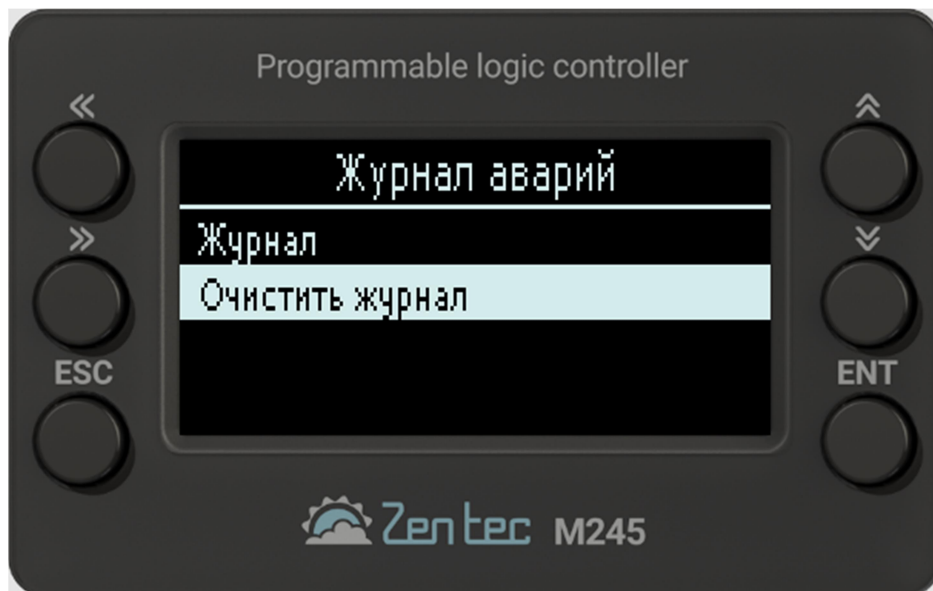 Programmable logic controller
«
Журнал аварий
Журнал
»
Очистить журнал
ESC
ENT
Zentec M245